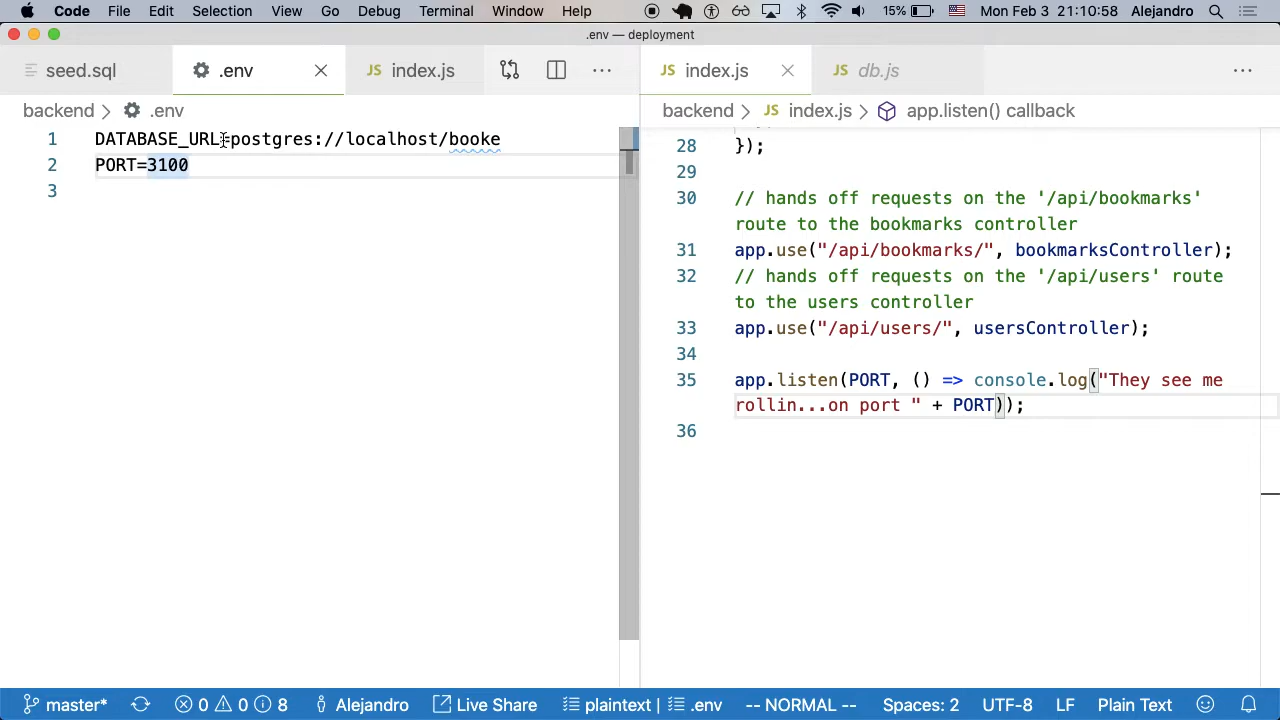 Code File Edit Selection View Go Debug Terminal Window Help 15% Mon Feb 3 21:10:58 Alejandro
.env — deployment
seed.sql .env JS index.js ...
JS index.js JS db.js ...
backend > .env
backend > JS index.js > app.listen() callback
1 DATABASE_URL=postgres://localhost/booke
2 PORT=3100
3
28 });
29
30 // hands off requests on the '/api/bookmarks'
route to the bookmarks controller
31 app.use("/api/bookmarks/", bookmarksController);
32 // hands off requests on the '/api/users' route
to the users controller
33 app.use("/api/users/", usersController);
34
35 app.listen(PORT, () => console.log("They see me
rollin...on port " + PORT));
36
master* 0 0 8 Alejandro Live Share plaintext | .env -- NORMAL -- Spaces: 2 UTF-8 LF Plain Text